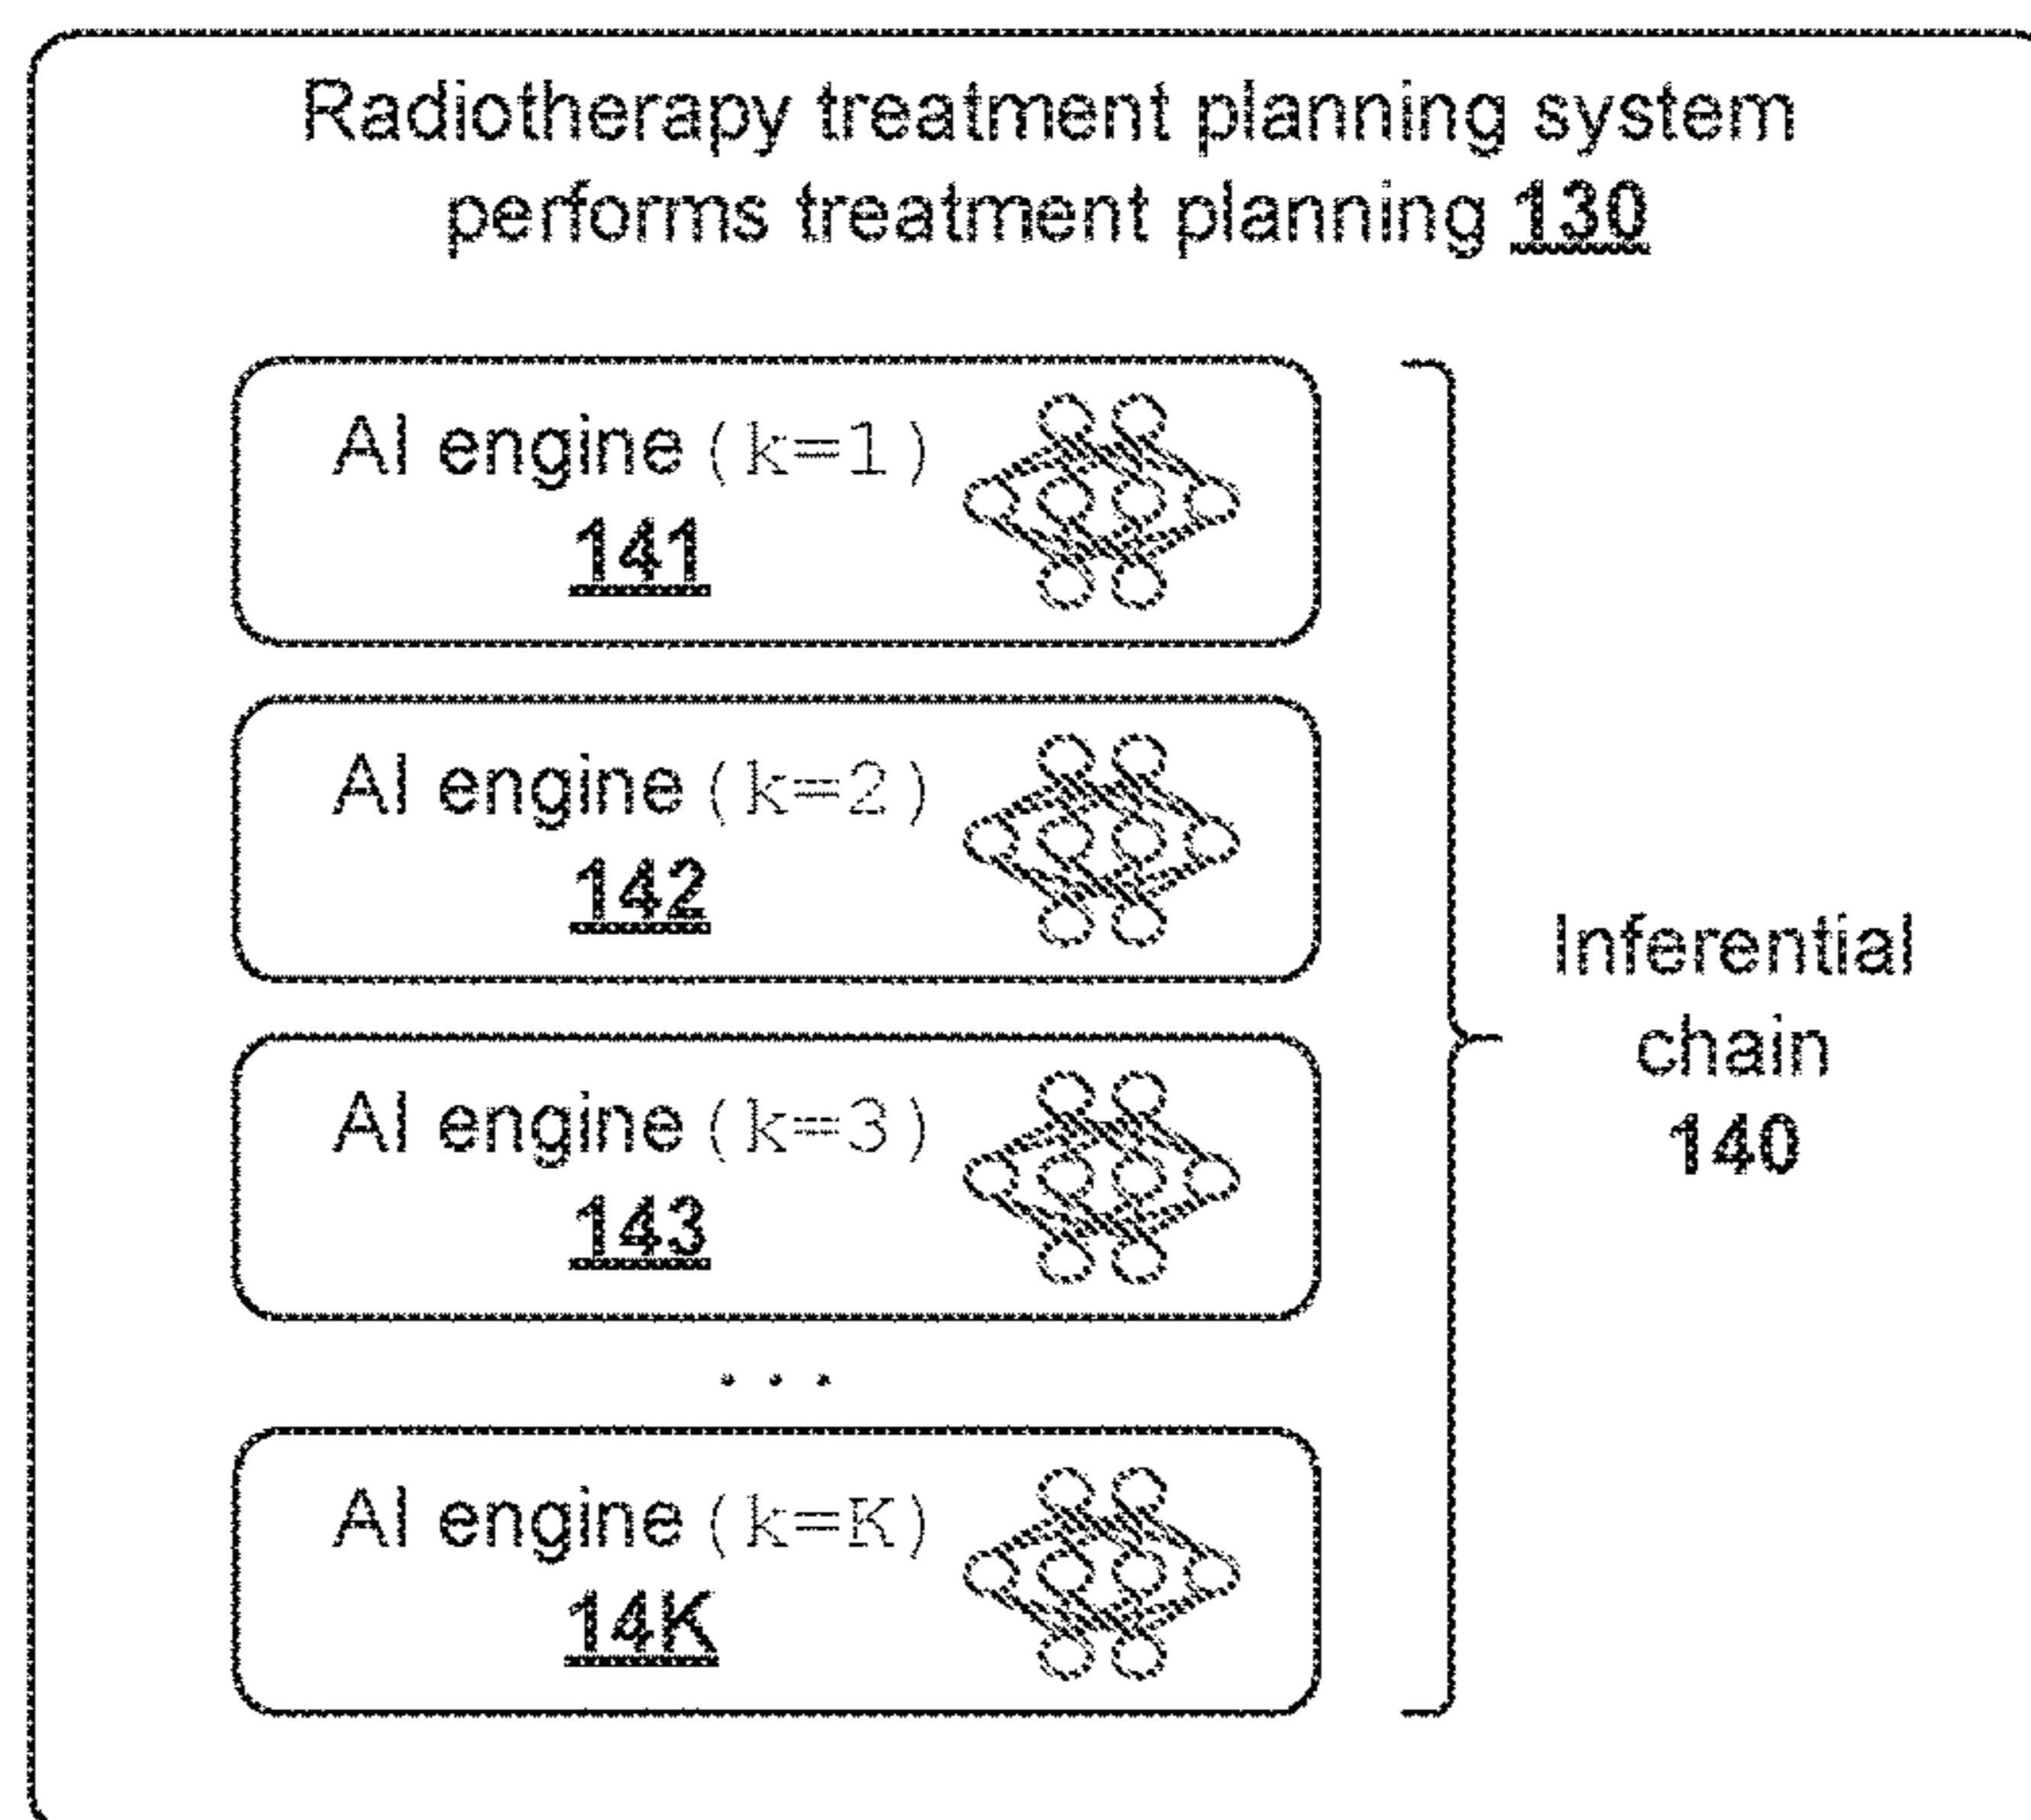 Radiotherapy treatment planning system
performs treatment planning 130
AI engine (k=1)
141
AI engine (k=2)
142
AI engine (k=3)
143
. . .
AI engine (k=K)
14K
Inferential
chain
140